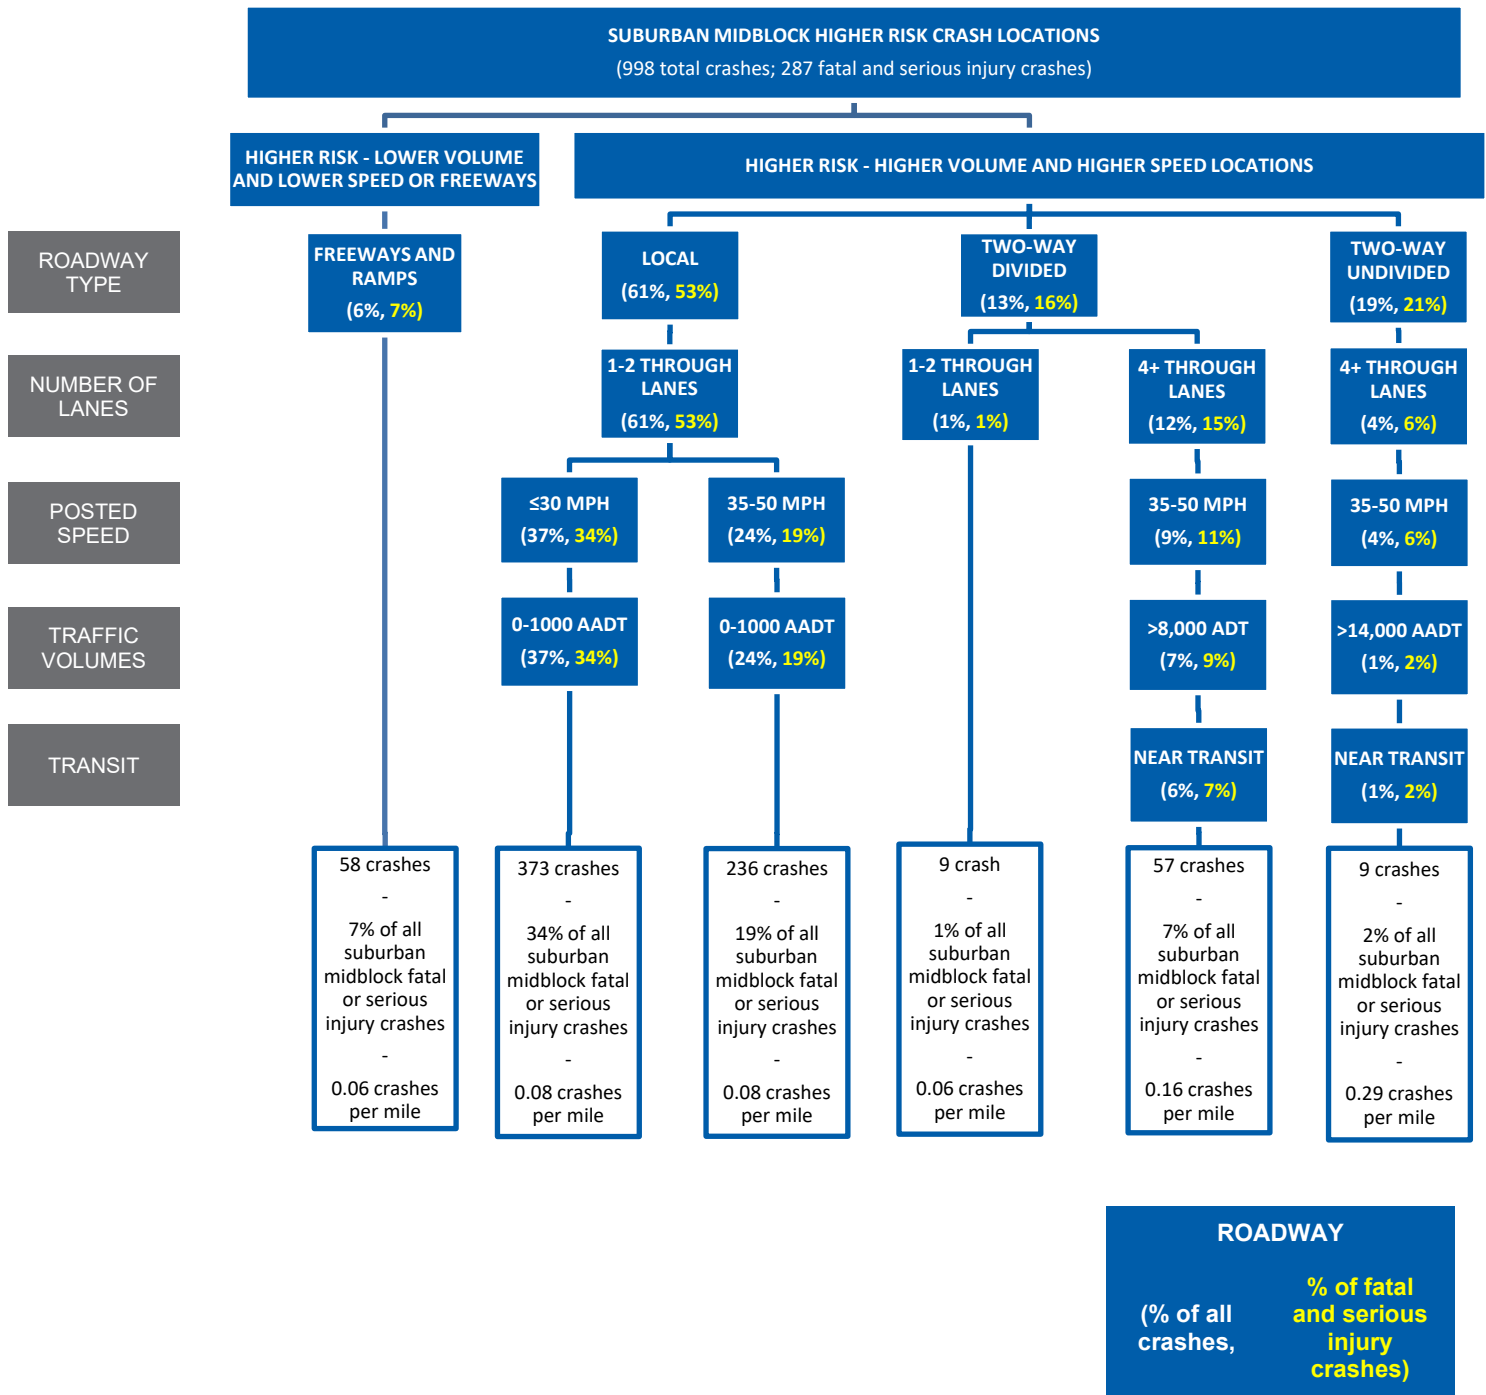 SUBURBAN MIDBLOCK HIGHER RISK CRASH LOCATIONS
(998 total crashes; 287 fatal and serious injury crashes)
HIGHER RISK - LOWER VOLUME
AND LOWER SPEED OR FREEWAYS
HIGHER RISK - HIGHER VOLUME AND HIGHER SPEED LOCATIONS
ROADWAY
TYPE
FREEWAYS AND
RAMPS
(6%, 7%)
LOCAL
(61%, 53%)
TWO-WAY
DIVIDED
(13%, 16%)
TWO-WAY
UNDIVIDED
(19%, 21%)
NUMBER OF
LANES
1-2 THROUGH
LANES
(61%, 53%)
1-2 THROUGH
LANES
(1%, 1%)
4+ THROUGH
LANES
(12%, 15%)
4+ THROUGH
LANES
(4%, 6%)
POSTED
SPEED
≤30 MPH
(37%, 34%)
35-50 MPH
(24%, 19%)
35-50 MPH
(9%, 11%)
35-50 MPH
(4%, 6%)
TRAFFIC
VOLUMES
0-1000 AADT
(37%, 34%)
0-1000 AADT
(24%, 19%)
>8,000 ADT
(7%, 9%)
>14,000 AADT
(1%, 2%)
TRANSIT
NEAR TRANSIT
(6%, 7%)
NEAR TRANSIT
(1%, 2%)
58 crashes
-
7% of all
suburban
midblock fatal
or serious
injury crashes
-
0.06 crashes
per mile
373 crashes
-
34% of all
suburban
midblock fatal
or serious
injury crashes
-
0.08 crashes
per mile
236 crashes
-
19% of all
suburban
midblock fatal
or serious
injury crashes
-
0.08 crashes
per mile
9 crash
-
1% of all
suburban
midblock fatal
or serious
injury crashes
-
0.06 crashes
per mile
57 crashes
-
7% of all
suburban
midblock fatal
or serious
injury crashes
-
0.16 crashes
per mile
9 crashes
-
2% of all
suburban
midblock fatal
or serious
injury crashes
-
0.29 crashes
per mile
ROADWAY
(% of all
crashes,
% of fatal
and serious
injury
crashes)